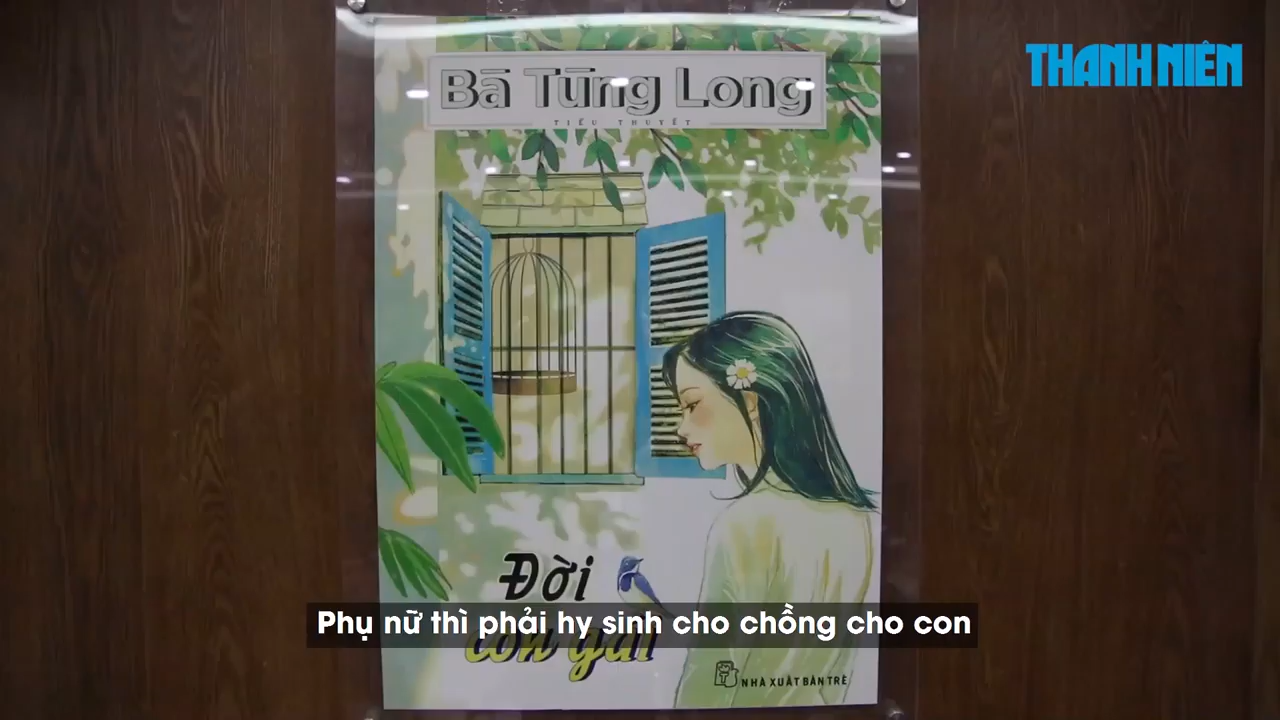 THANH NIÊN
Bà Tùng Long
TIỂU THUYẾT
Đời
con gái
Phụ nữ thì phải hy sinh cho chồng cho con
NHÀ XUẤT BẢN TRẺ